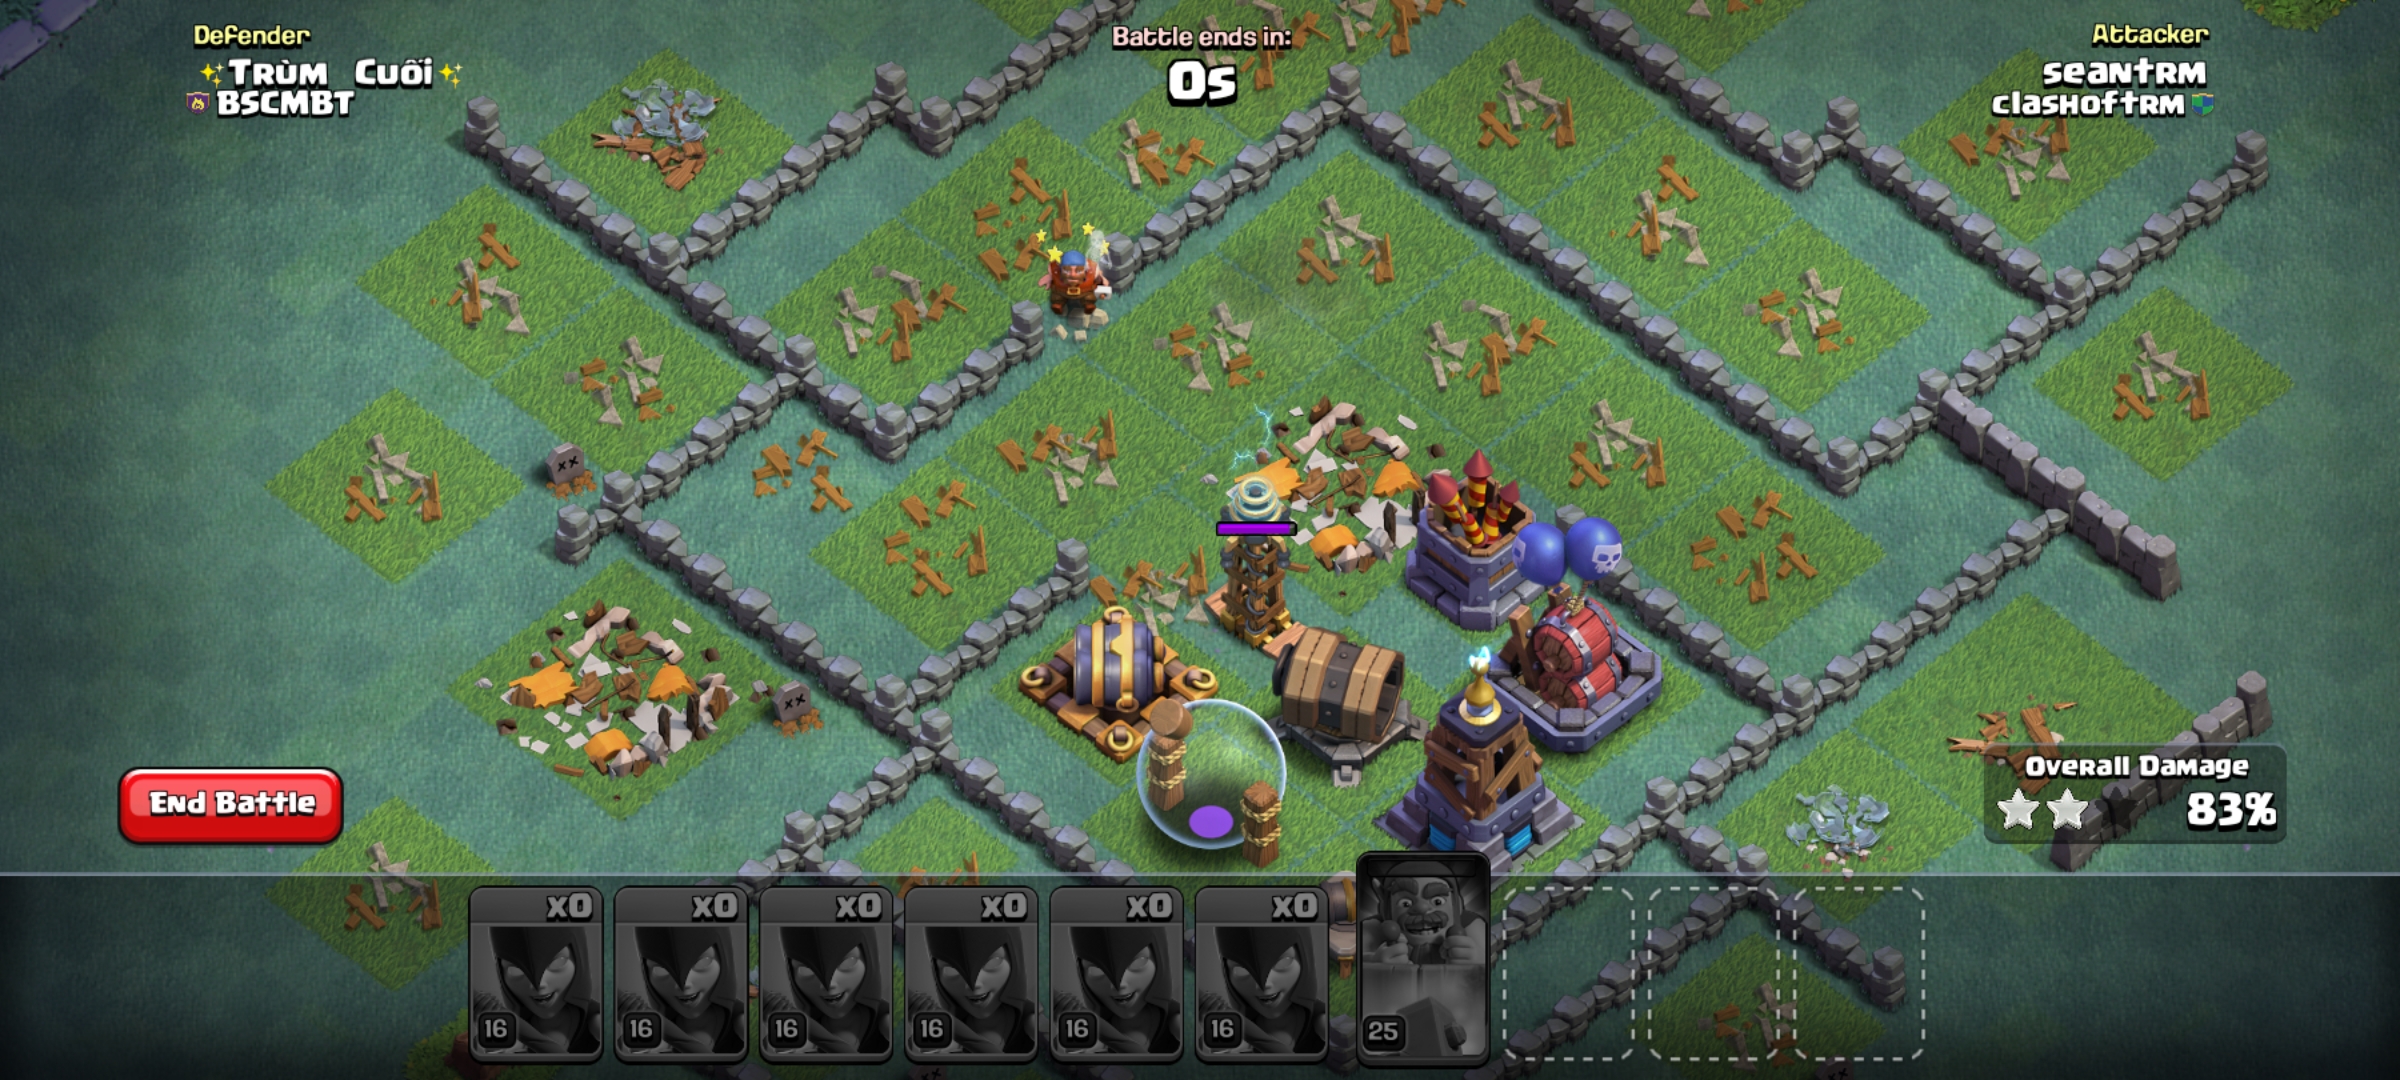 Defender
TRÙM Cuối
BSCMBT
Battle ends in:
0s
Attacker
seantRM
clasHoftRM
End Battle
Overall Damage
83%
x0
x0
x0
x0
x0
x0
16
16
16
16
16
16
25